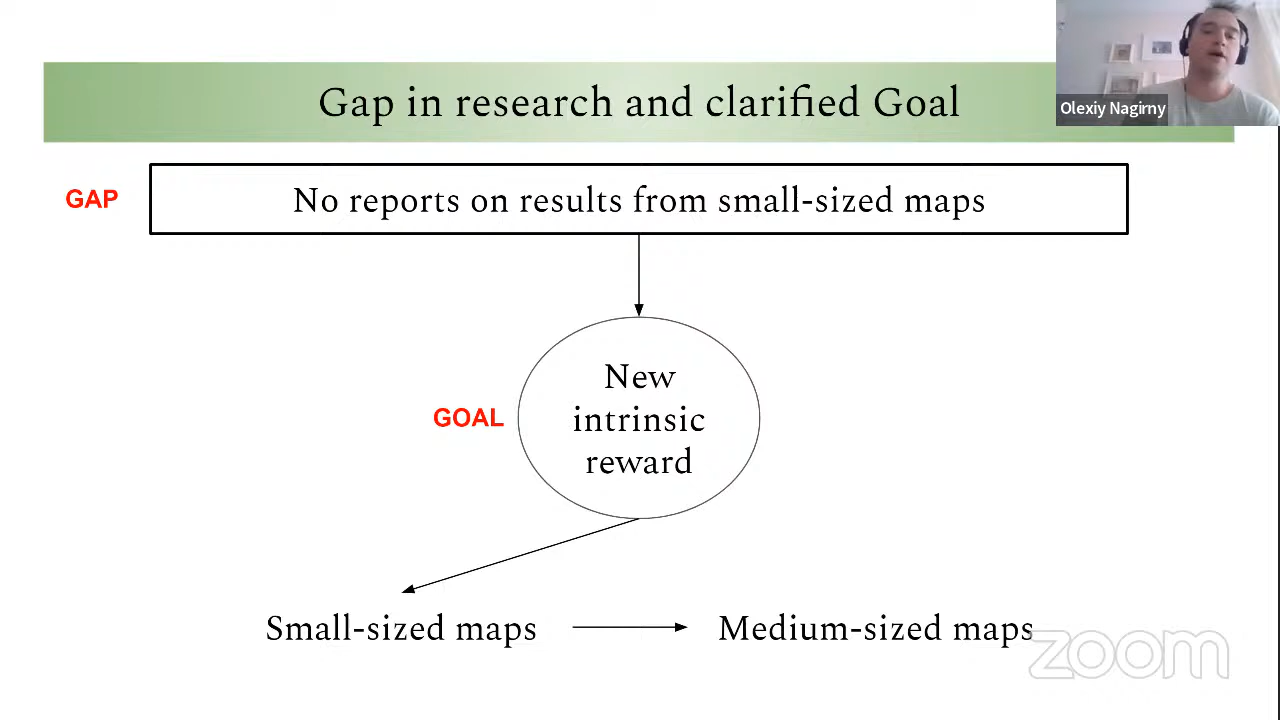 Gap in research and clarified Goal
Olexiy Nagirny
GAP
No reports on results from small-sized maps
GOAL
New
intrinsic
reward
Small-sized maps
Medium-sized maps
zoom